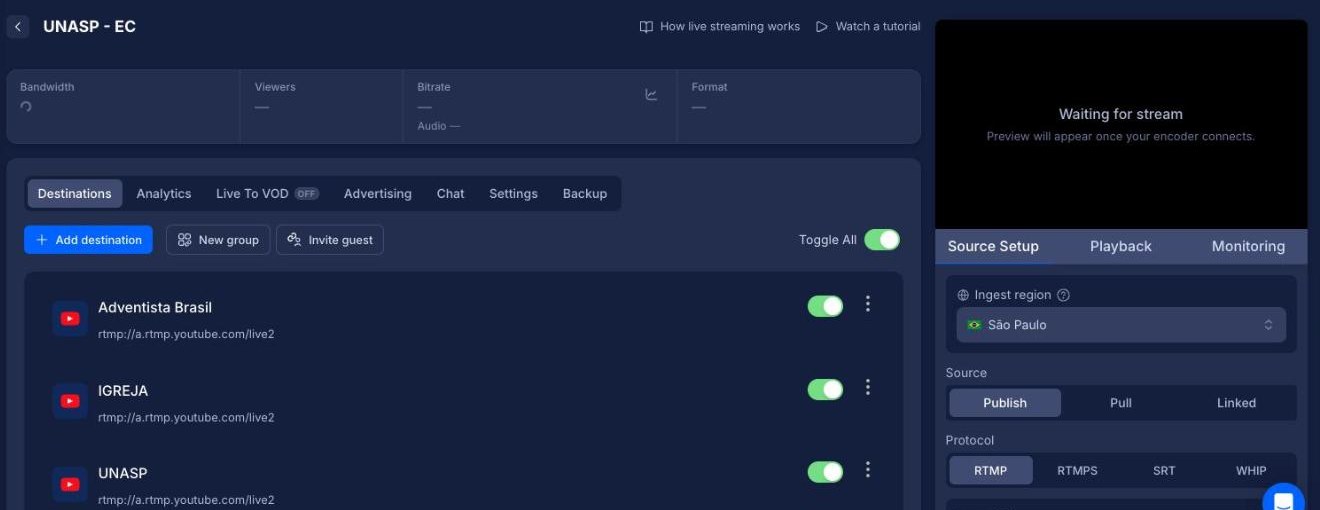 UNASP - EC
How live streaming works
Watch a tutorial
Bandwidth
Viewers
—
Bitrate
—
Audio —
Format
—
Destinations
Analytics
Live To VOD OFF
Advertising
Chat
Settings
Backup
+ Add destination
New group
Invite guest
Toggle All
Adventista Brasil
rtmp://a.rtmp.youtube.com/live2
IGREJA
rtmp://a.rtmp.youtube.com/live2
UNASP
rtmp://a.rtmp.youtube.com/live2
Waiting for stream
Preview will appear once your encoder connects.
Source Setup
Playback
Monitoring
Ingest region ?
São Paulo
Source
Publish
Pull
Linked
Protocol
RTMP
RTMPS
SRT
WHIP